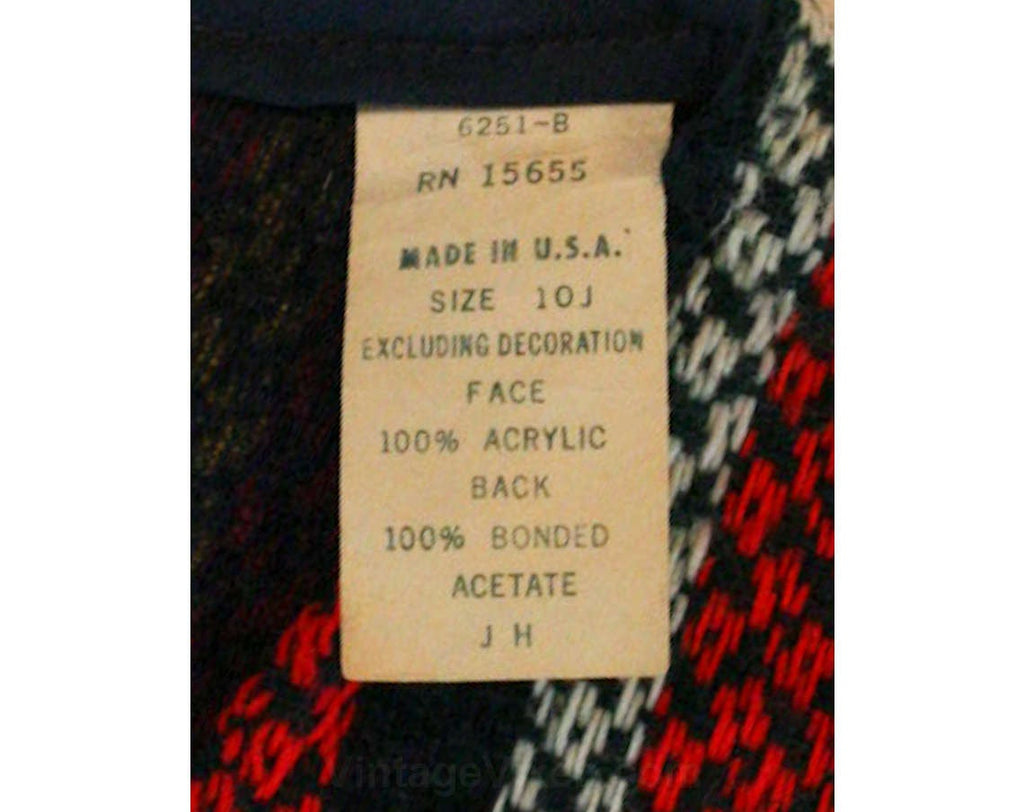 6251-B
RN 15655
MADE IN U.S.A.
SIZE 10J
EXCLUDING DECORATION
FACE
100% ACRYLIC
BACK
100% BONDED
ACETATE
J H